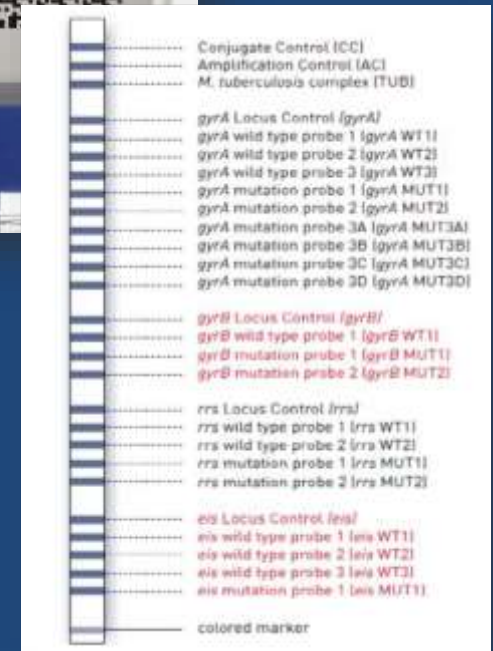 Conjugate Control (CC)
Amplification Control (AC)
M. tuberculosis complex (TUB)
gyrA Locus Control (gyrA)
gyrA wild type probe 1 (gyrA WT1)
gyrA wild type probe 2 (gyrA WT2)
gyrA wild type probe 3 (gyrA WT3)
gyrA mutation probe 1 (gyrA MUT1)
gyrA mutation probe 2 (gyrA MUT2)
gyrA mutation probe 3A (gyrA MUT3A)
gyrA mutation probe 3B (gyrA MUT3B)
gyrA mutation probe 3C (gyrA MUT3C)
gyrA mutation probe 3D (gyrA MUT3D)
gyrB Locus Control (gyrB)
gyrB wild type probe 1 (gyrB WT1)
gyrB mutation probe 1 (gyrB MUT1)
gyrB mutation probe 2 (gyrB MUT2)
rrs Locus Control (rrs)
rrs wild type probe 1 (rrs WT1)
rrs wild type probe 2 (rrs WT2)
rrs mutation probe 1 (rrs MUT1)
rrs mutation probe 2 (rrs MUT2)
eis Locus Control (eis)
eis wild type probe 1 (eis WT1)
eis wild type probe 2 (eis WT2)
eis wild type probe 3 (eis WT3)
eis mutation probe 1 (eis MUT1)
colored marker